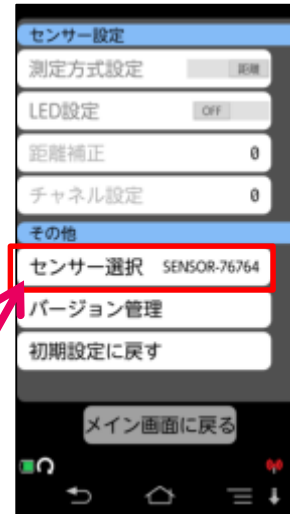 センサー設定
測定方式設定 距離
LED設定 OFF
距離補正 0
チャネル設定 0
その他
センサー選択 SENSOR-76764
バージョン管理
初期設定に戻す
メイン画面に戻る